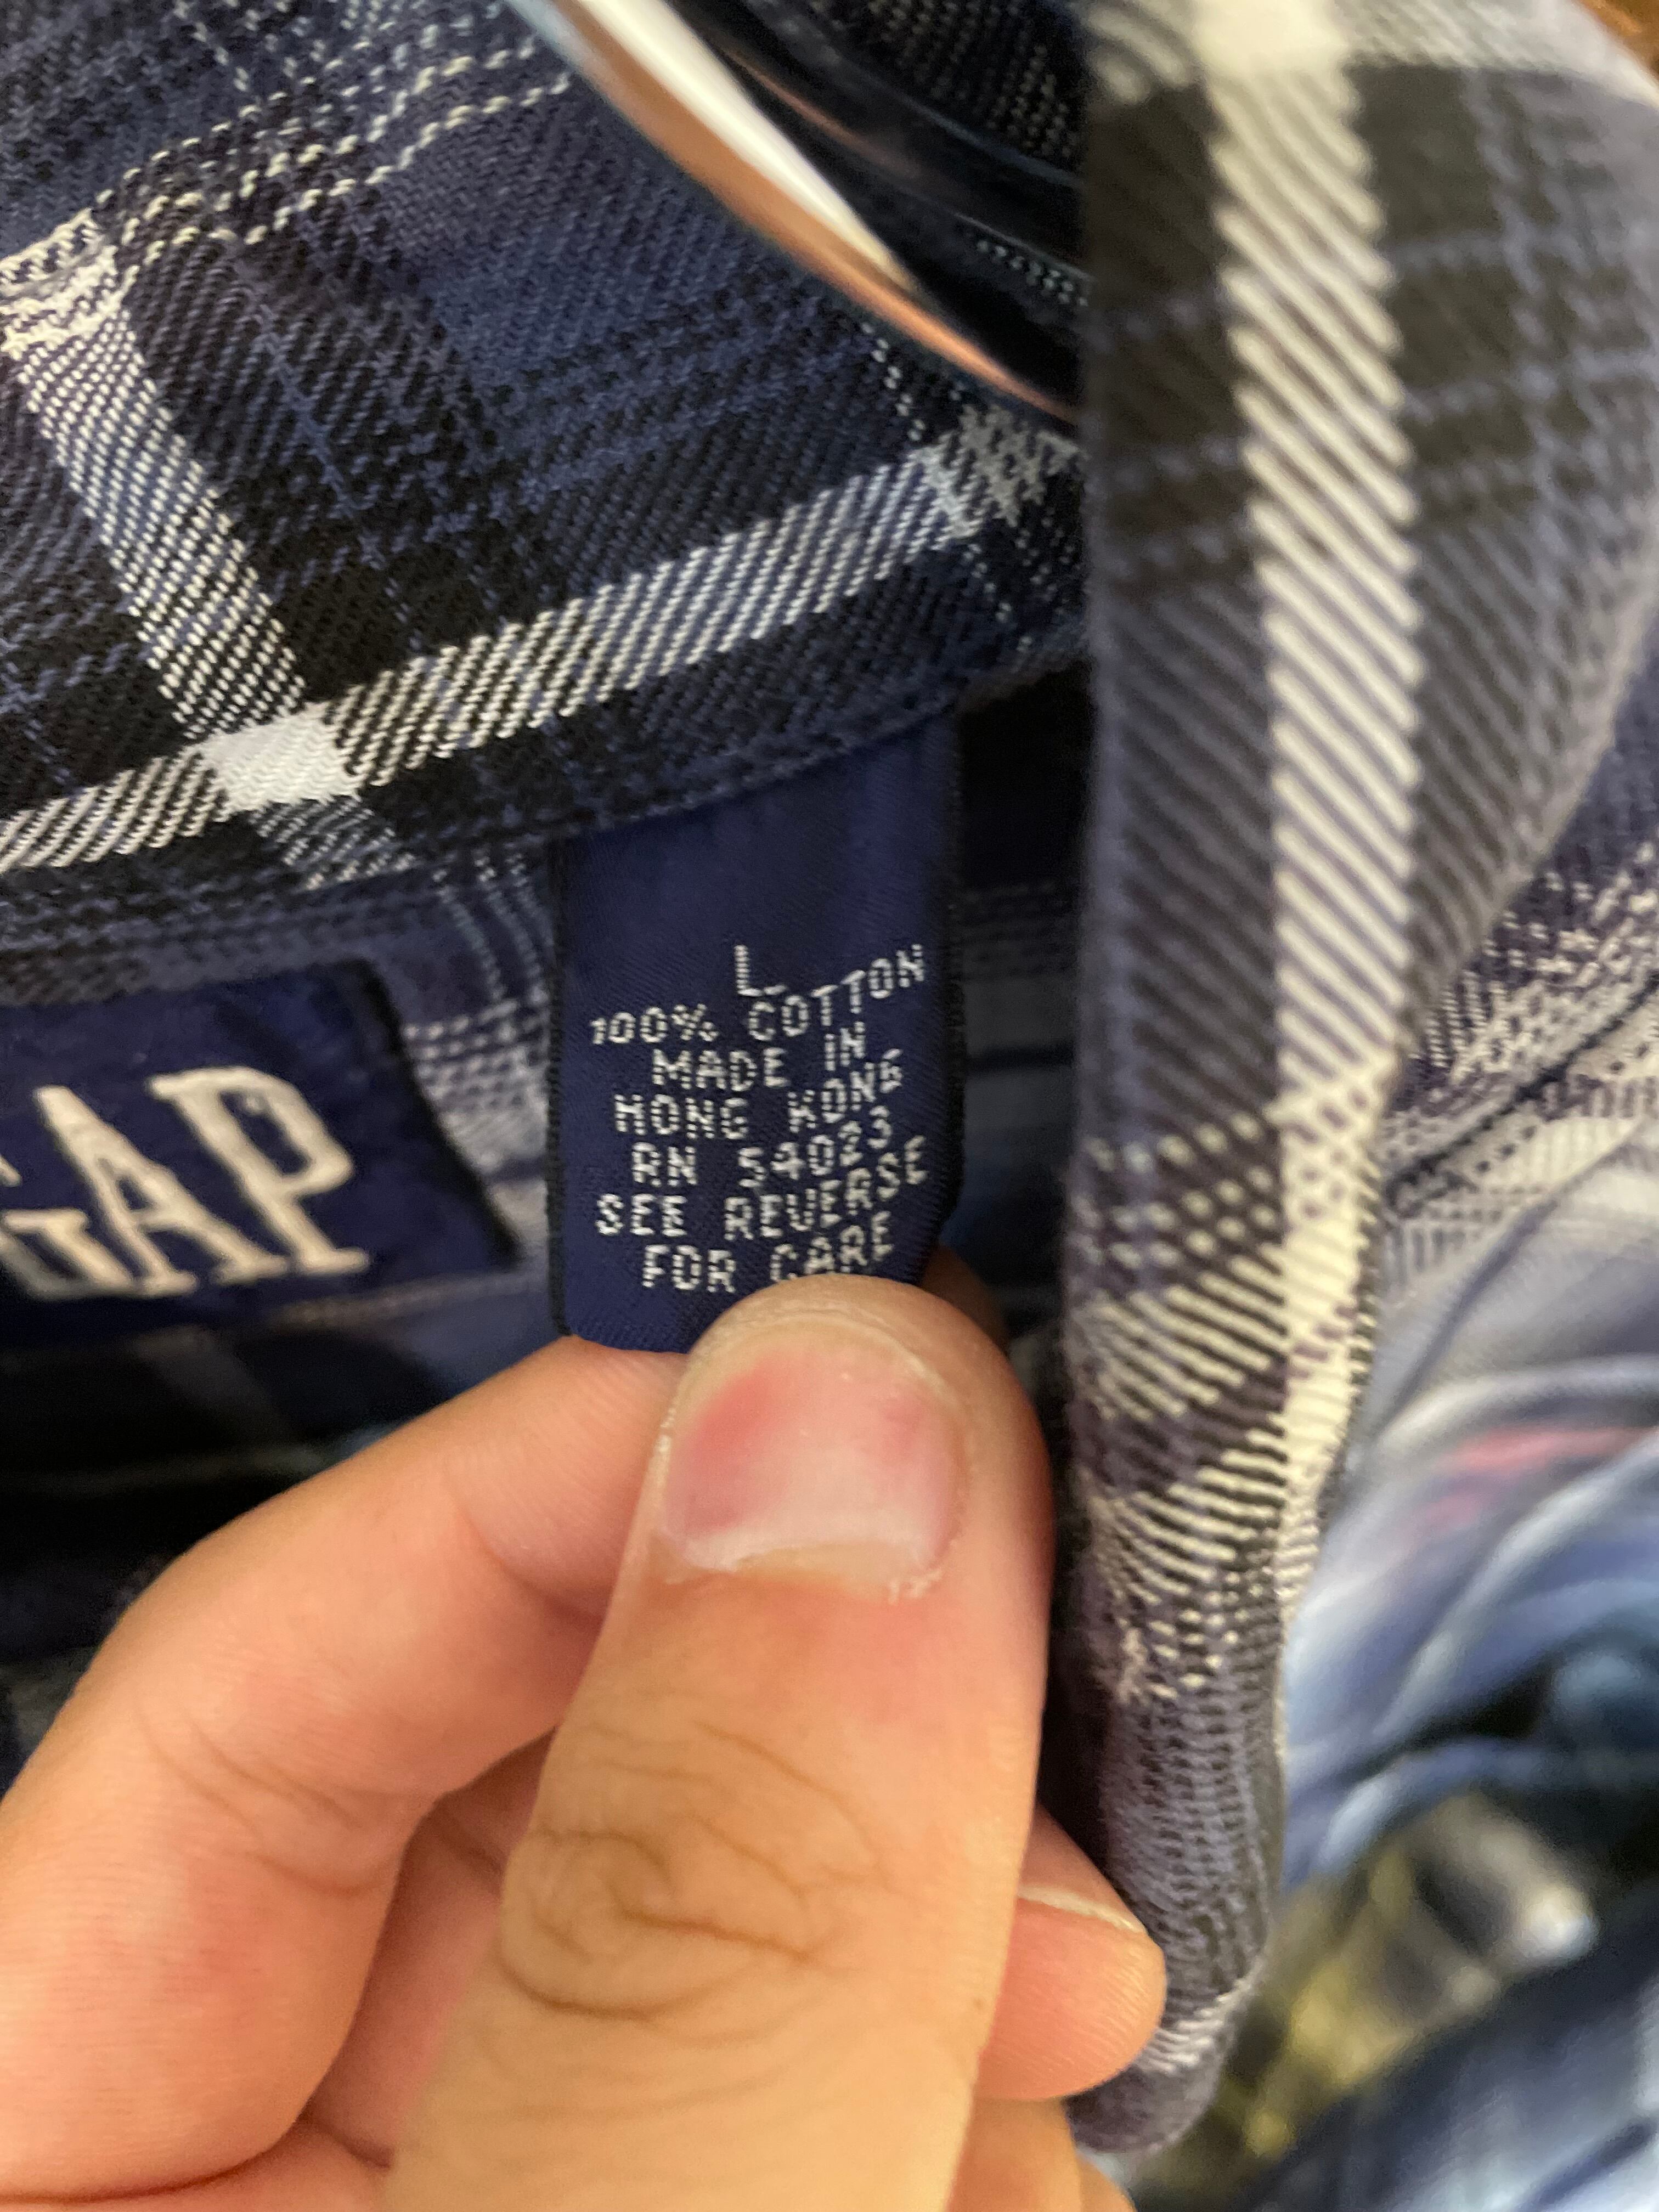 GAP
L
100% COTTON
MADE IN
HONG KONG
RN 54023
SEE REVERSE
FOR CARE